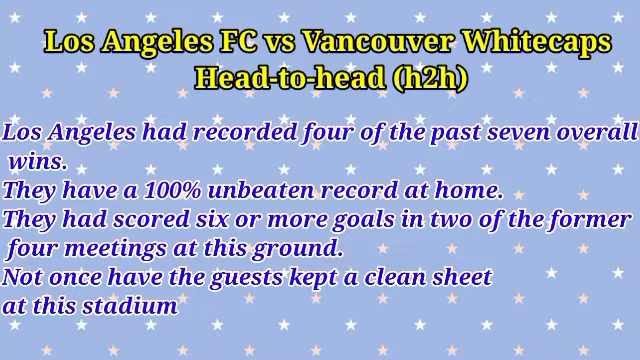 Los Angeles FC vs Vancouver Whitecaps
Head-to-head (h2h)
Los Angeles had recorded four of the past seven overall
wins.
They have a 100% unbeaten record at home.
They had scored six or more goals in two of the former
four meetings at this ground.
Not once have the guests kept a clean sheet
at this stadium